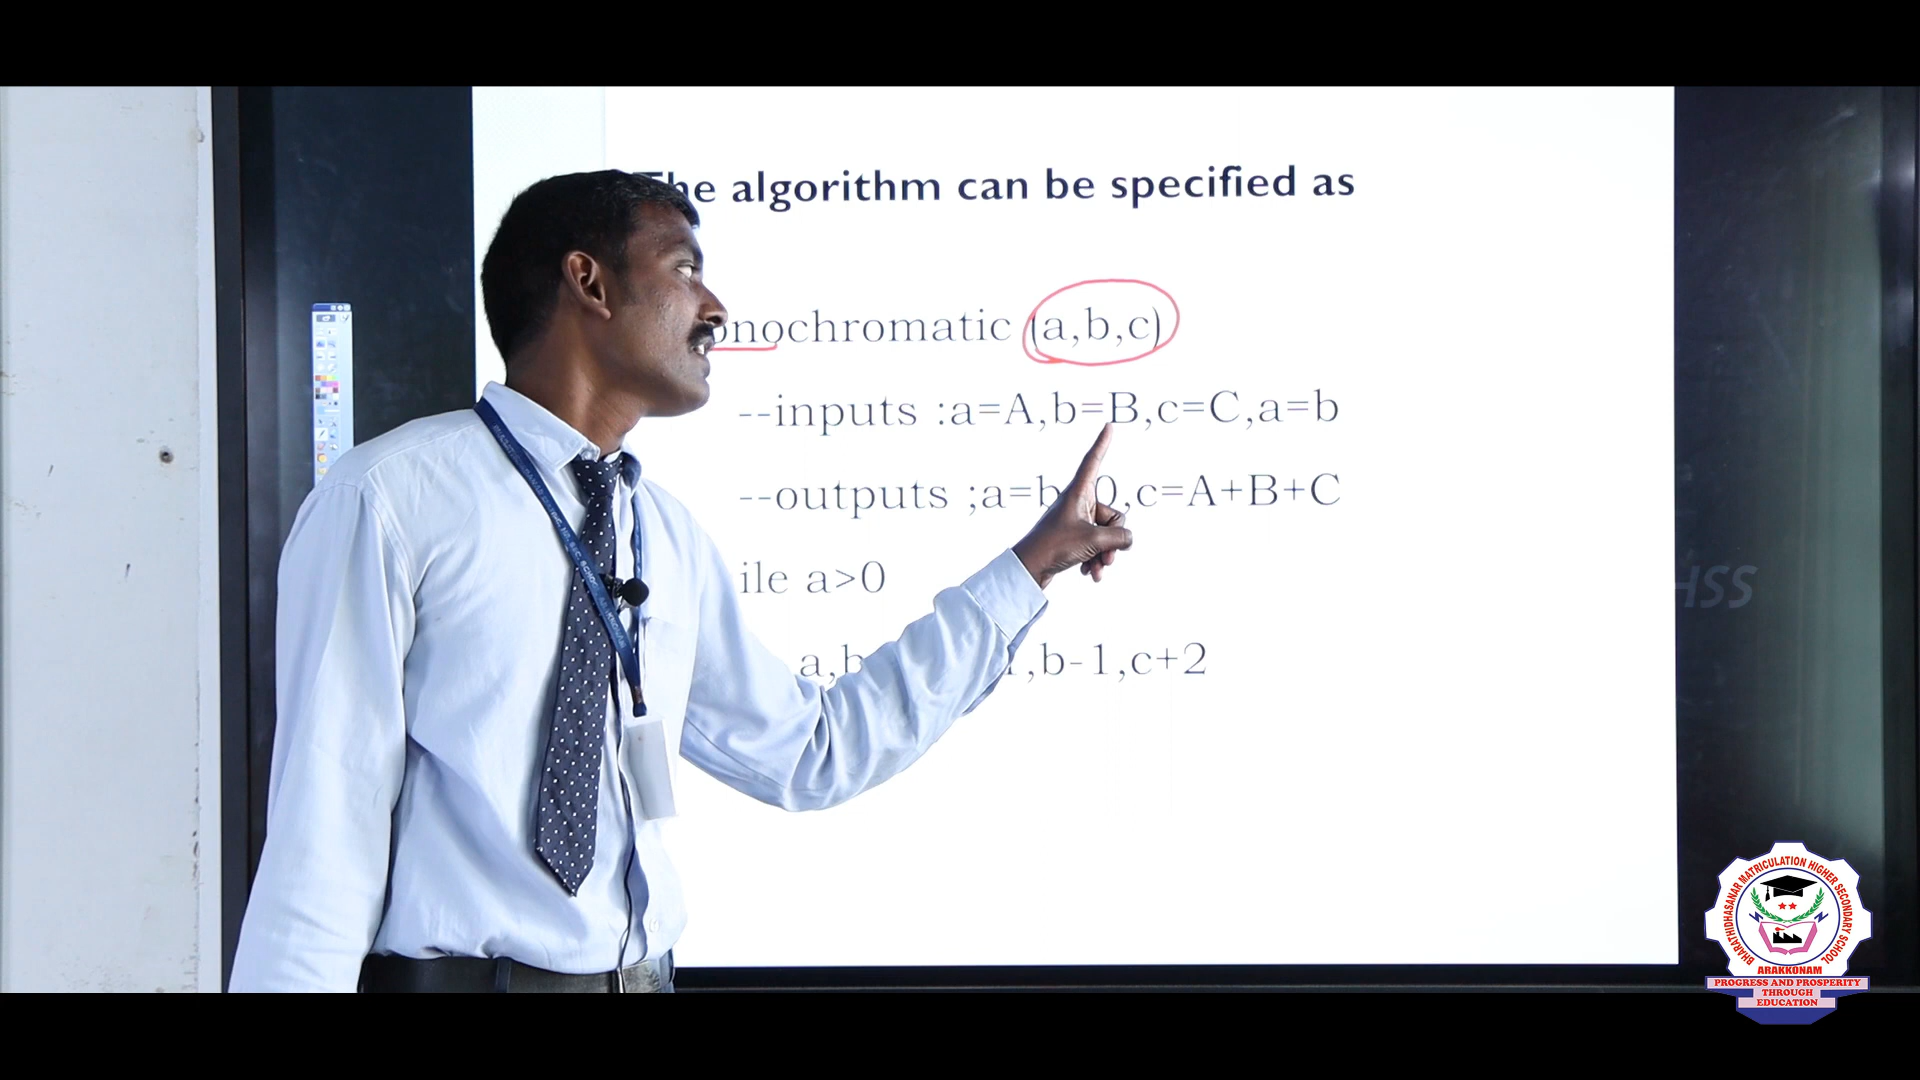 The algorithm can be specified as
onochromatic (a,b,c)
--inputs :a=A,b=B,c=C,a=b
--outputs ;a=b 0,c=A+B+C
ile a>0
a,b ,b-1,c+2
HSS
BHARATHIDHASANAR MATRICULATION HIGHER SECONDARY SCHOOL
ARAKKONAM
PROGRESS AND PROSPERITY
THROUGH
EDUCATION